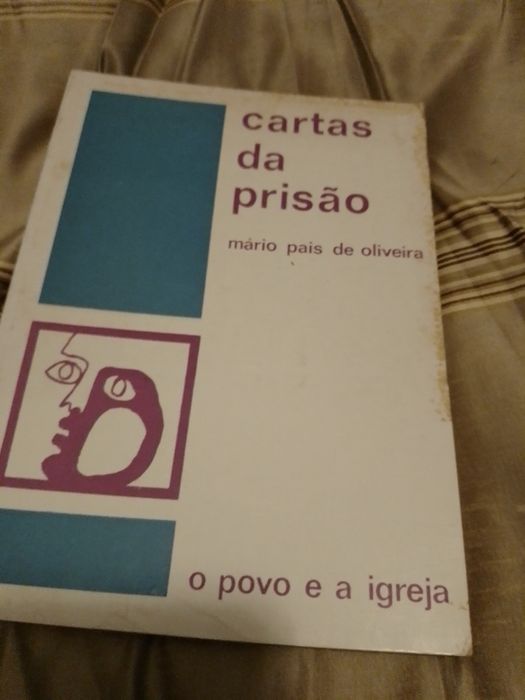 cartas
da
prisão
mário pais de oliveira
o povo e a igreja